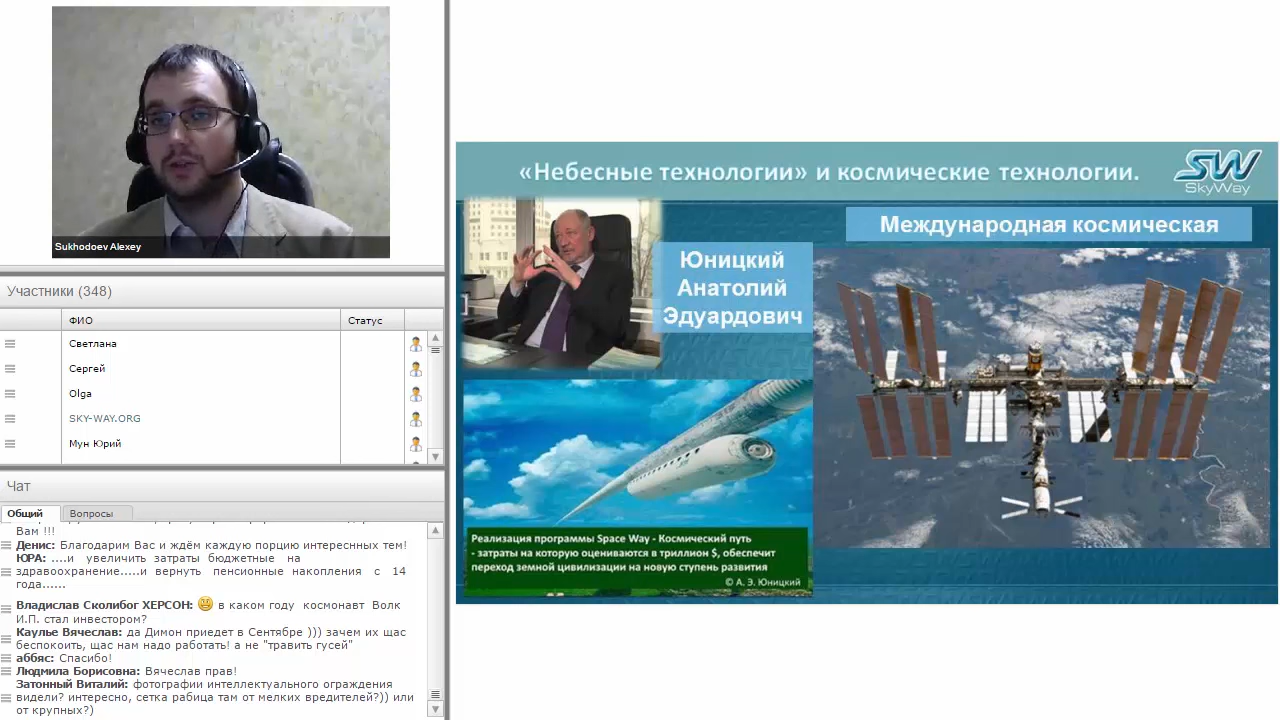 Sukhodoev Alexey
Участники (348)
ФИО Статус
Светлана
Сергей
Olga
SKY-WAY.ORG
Мун Юрий
Чат
Общий Вопросы
Вам !!!
Денис: Благодарим Вас и ждём каждую порцию интереснных тем!
ЮРА: ....и увеличить затраты бюджетные на
здравоохранение.....и вернуть пенсионные накопления с 14
года......
Владислав Сколибог ХЕРСОН: в каком году космонавт Волк
И.П. стал инвестором?
Каулье Вячеслав: да Димон приедет в Сентябре ))) зачем их щас
беспокоить, щас нам надо работать! а не "травить гусей"
аббяс: Спасибо!
Людмила Борисовна: Вячеслав прав!
Затонный Виталий: фотографии интеллектуального ограждения
видели? интересно, сетка рабица там от мелких вредителей?)) или
от крупных?)
«Небесные технологии» и космические технологии.
SW
SkyWay
Юницкий
Анатолий
Эдуардович
Международная космическая
Реализация программы Space Way - Космический путь
- затраты на которую оцениваются в триллион $, обеспечит
переход земной цивилизации на новую ступень развития
© А. Э. Юницкий